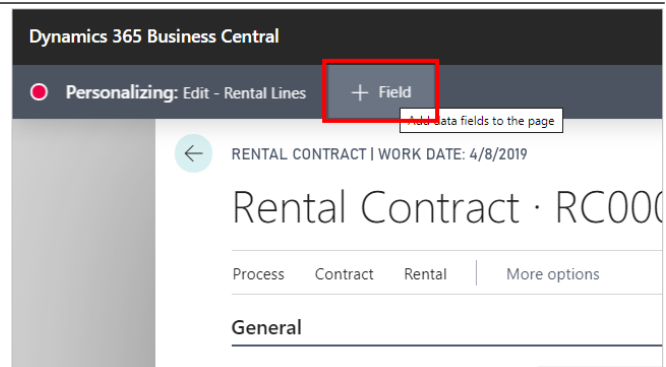 Dynamics 365 Business Central
Personalizing: Edit - Rental Lines
+ Field
Add data fields to the page
RENTAL CONTRACT | WORK DATE: 4/8/2019
Rental Contract · RC000
Process Contract Rental More options
General